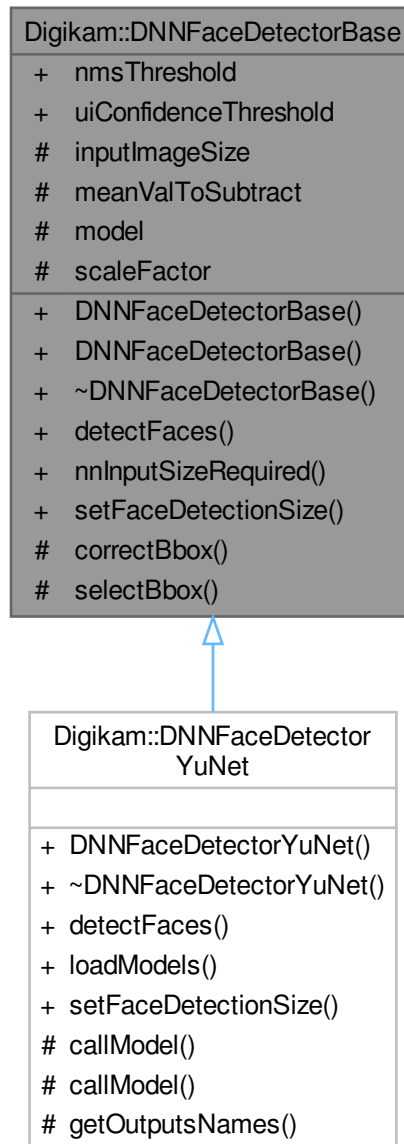 Digikam::DNNFaceDetectorBase
+ nmsThreshold
+ uiConfidenceThreshold
# inputImageSize
# meanValToSubtract
# model
# scaleFactor
+ DNNFaceDetectorBase()
+ DNNFaceDetectorBase()
+ ~DNNFaceDetectorBase()
+ detectFaces()
+ nnInputSizeRequired()
+ setFaceDetectionSize()
# correctBbox()
# selectBbox()
Digikam::DNNFaceDetector
YuNet
+ DNNFaceDetectorYuNet()
+ ~DNNFaceDetectorYuNet()
+ detectFaces()
+ loadModels()
+ setFaceDetectionSize()
# callModel()
# callModel()
# getOutputsNames()